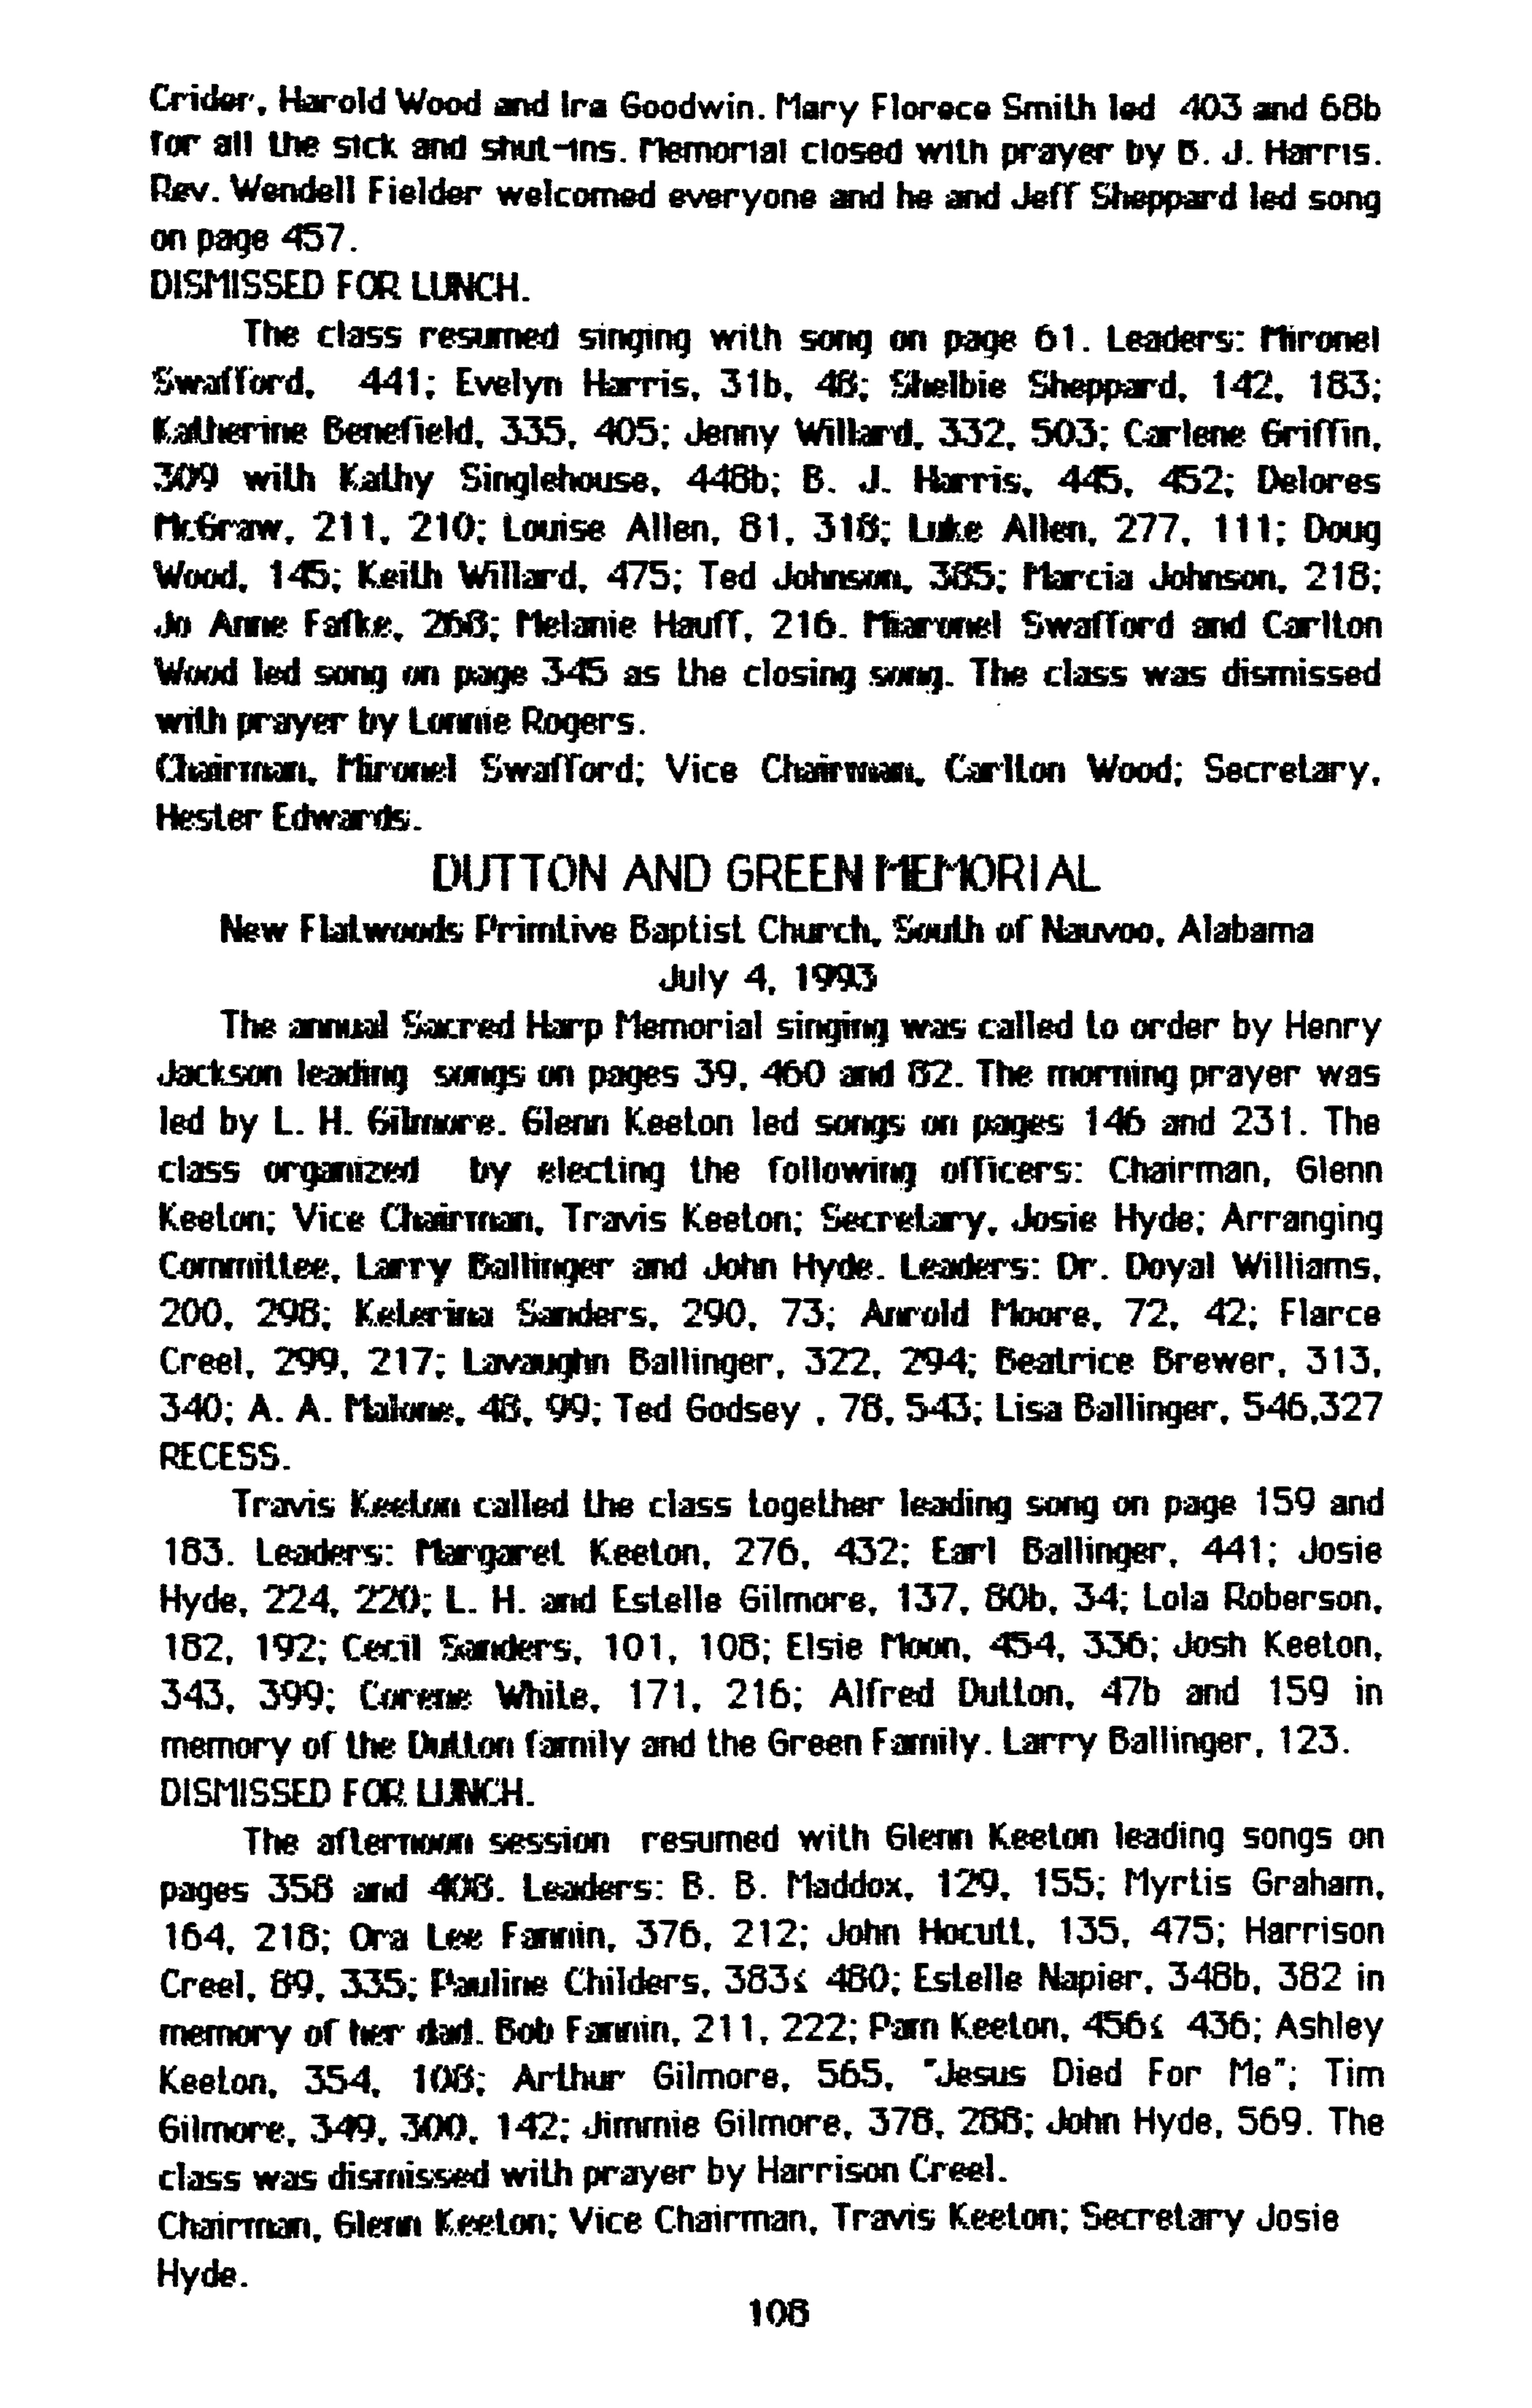 Crider, Harold Wood and Ira Goodwin. Mary Florece Smith led 403 and 68b
for all the sick and shut-ins. Memorial closed with prayer by B. J. Harris.
Rev. Wendell Fielder welcomed everyone and he and Jeff Sheppard led song
on page 457.
DISMISSED FOR LUNCH.
The class resumed singing with song on page 61. Leaders: Mironel
Swafford, 441; Evelyn Harris, 31b, 48; Shelbie Sheppard, 142, 183;
Katherine Benefield, 335, 405; Jenny Willard, 332, 503; Carlene Griffin,
309 with Kathy Singlehouse, 448b; B. J. Harris, 445, 452; Delores
McGraw, 211, 210; Louise Allen, 81, 318; Luke Allen, 277, 111; Doug
Wood, 145; Keith Willard, 475; Ted Johnson, 385; Marcia Johnson, 218;
Jo Anne Fafke, 268; Melanie Hauff, 216. Miaronel Swafford and Carlton
Wood led song on page 345 as the closing song. The class was dismissed
with prayer by Lonnie Rogers.
Chairman, Mironel Swafford; Vice Chairman, Carlton Wood; Secretary,
Hester Edwards.
DUTTON AND GREEN MEMORIAL
New Flatwoods Primtive Baptist Church, South of Nauvoo, Alabama
July 4, 1993
The annual Sacred Harp Memorial singing was called to order by Henry
Jackson leading songs on pages 39, 460 and 82. The morning prayer was
led by L. H. Gilmore. Glenn Keeton led songs on pages 146 and 231. The
class organized by electing the following officers: Chairman, Glenn
Keeton; Vice Chairman, Travis Keeton; Secretary, Josie Hyde; Arranging
Committee, Larry Ballinger and John Hyde. Leaders: Dr. Doyal Williams,
200, 298; Keterina Sanders, 290, 73; Anrold Moore, 72, 42; Flarce
Creel, 299, 217; Lavaughn Ballinger, 322, 294; Beatrice Brewer, 313,
340; A. A. Malone, 48, 99; Ted Godsey , 78, 543; Lisa Ballinger, 546,327
RECESS.
Travis Keeton called the class together leading song on page 159 and
183. Leaders: Margaret Keeton, 276, 432; Earl Ballinger, 441; Josie
Hyde, 224, 220; L. H. and Estelle Gilmore, 137, 80b, 34; Lola Roberson,
182, 192; Cecil Sanders, 101, 108; Elsie Moon, 454, 336; Josh Keeton,
343, 399; Corene White, 171, 216; Alfred Dutton, 47b and 159 in
memory of the Dutton family and the Green Family. Larry Ballinger, 123.
DISMISSED FOR LUNCH.
The afternoon session resumed with Glenn Keeton leading songs on
pages 358 and 408. Leaders: B. B. Maddox, 129, 155; Myrtis Graham,
164, 218; Ora Lee Fannin, 376, 212; John Hocutt, 135, 475; Harrison
Creel, 89, 335; Pauline Childers, 383≤ 480; Estelle Napier, 348b, 382 in
memory of her dad. Bob Fannin, 211, 222; Pam Keeton, 456≤ 436; Ashley
Keeton, 354, 108; Arthur Gilmore, 565, "Jesus Died For Me"; Tim
Gilmore, 349, 300, 142; Jimmie Gilmore, 378, 288; John Hyde, 569. The
class was dismissed with prayer by Harrison Creel.
Chairman, Glenn Keeton; Vice Chairman, Travis Keeton; Secretary Josie
Hyde.
108